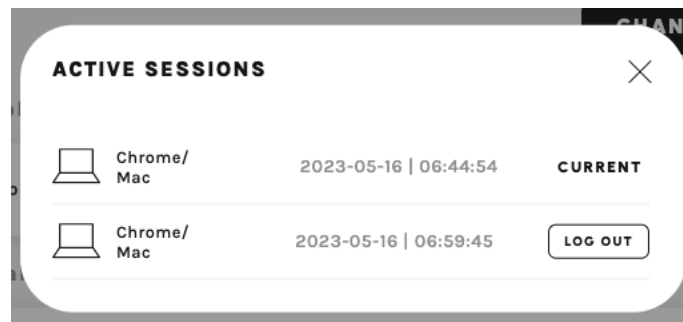 CHAN
ACTIVE SESSIONS
Chrome/
Mac
2023-05-16 | 06:44:54
CURRENT
Chrome/
Mac
2023-05-16 | 06:59:45
LOG OUT